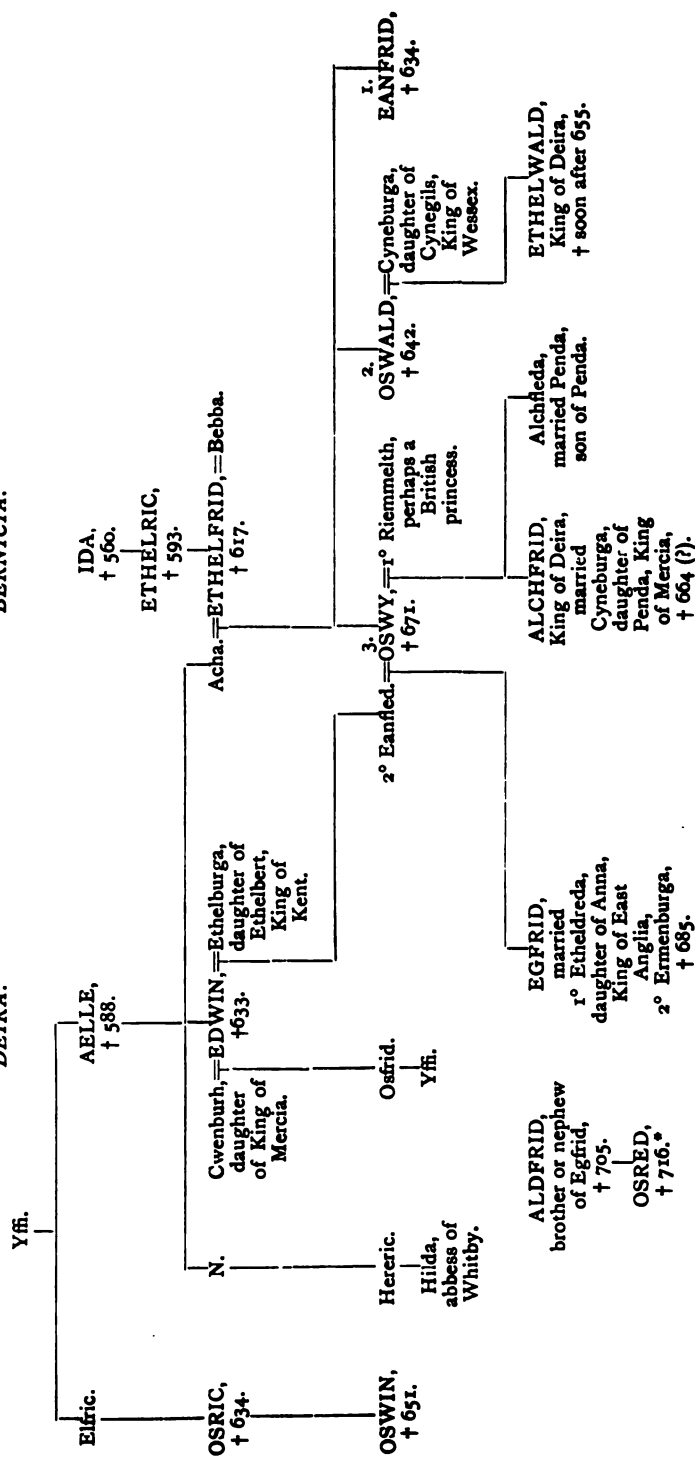 DEIRA.
BERNICIA.
Yffi.
Elfric.
AELLE,
† 588.
IDA,
† 560.
ETHELRIC,
† 593.
OSRIC,
† 634.
N.
Cwenburh,=EDWIN,=Ethelburga,
daughter
of King of
Mercia.
†633.
daughter of
Ethelbert,
King of
Kent.
Acha.=ETHELFRID,=Bebba.
† 617.
OSWIN,
† 651.
Hereric.
Hilda,
abbess of
Whitby.
Osfrid.
Yffi.
2° Eanfled.=OSWY,=1° Riemmelth,
3.
† 671.
perhaps a
British
princess.
2.
OSWALD,=Cyneburga,
† 642.
daughter of
Cynegils,
King of
Wessex.
1.
EANFRID,
† 634.
ALDFRID,
brother or nephew
of Egfrid,
† 705.
OSRED,
† 716.*
EGFRID,
married
1° Etheldreda,
daughter of Anna,
King of East
Anglia,
2° Ermenburga,
† 685.
ALCHFRID,
King of Deira,
married
Cyneburga,
daughter of
Penda, King
of Mercia,
† 664 (?).
Alchfleda,
married Penda,
son of Penda.
ETHELWALD,
King of Deira,
† soon after 655.